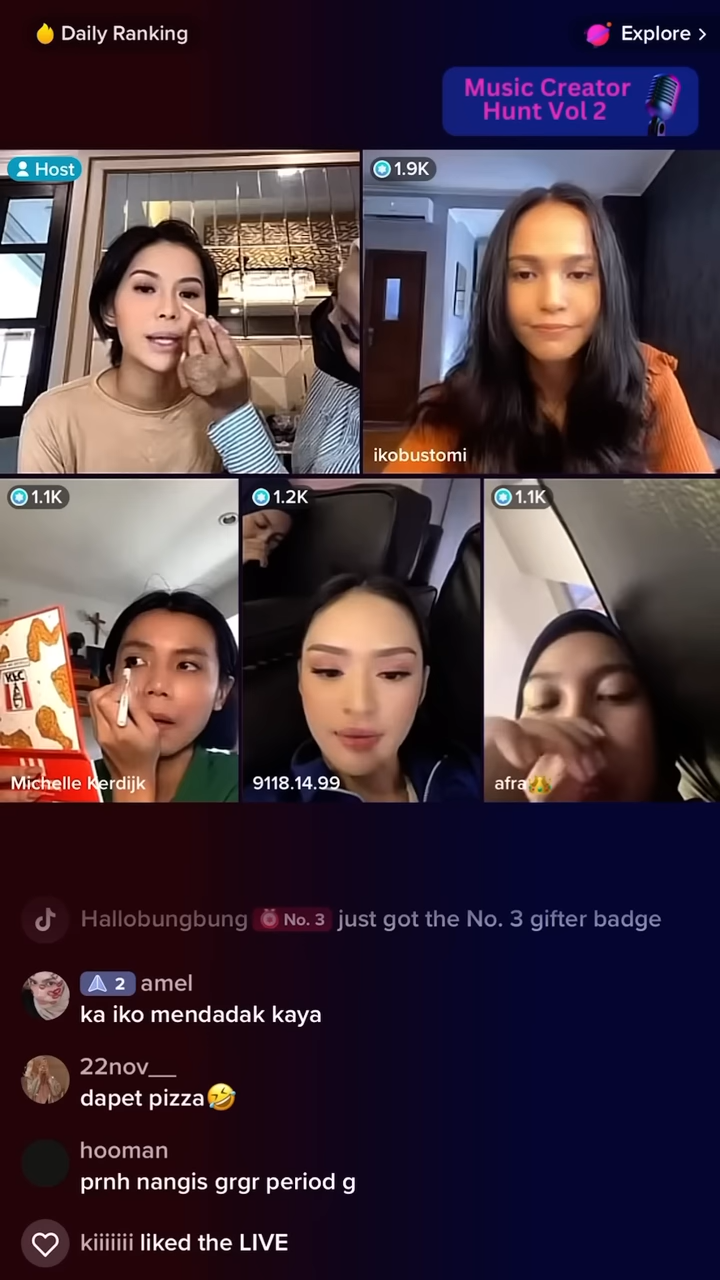 Daily Ranking
Explore >
Music Creator
Hunt Vol 2
Host
1.9K
ikobustomi
1.1K
1.2K
1.1K
KFC
Michelle Kerdijk
9118.14.99
afra
Hallobungbung No. 3 just got the No. 3 gifter badge
2 amel
ka iko mendadak kaya
22nov__
dapet pizza🤣
hooman
prnh nangis grgr period g
kiiiiiii liked the LIVE